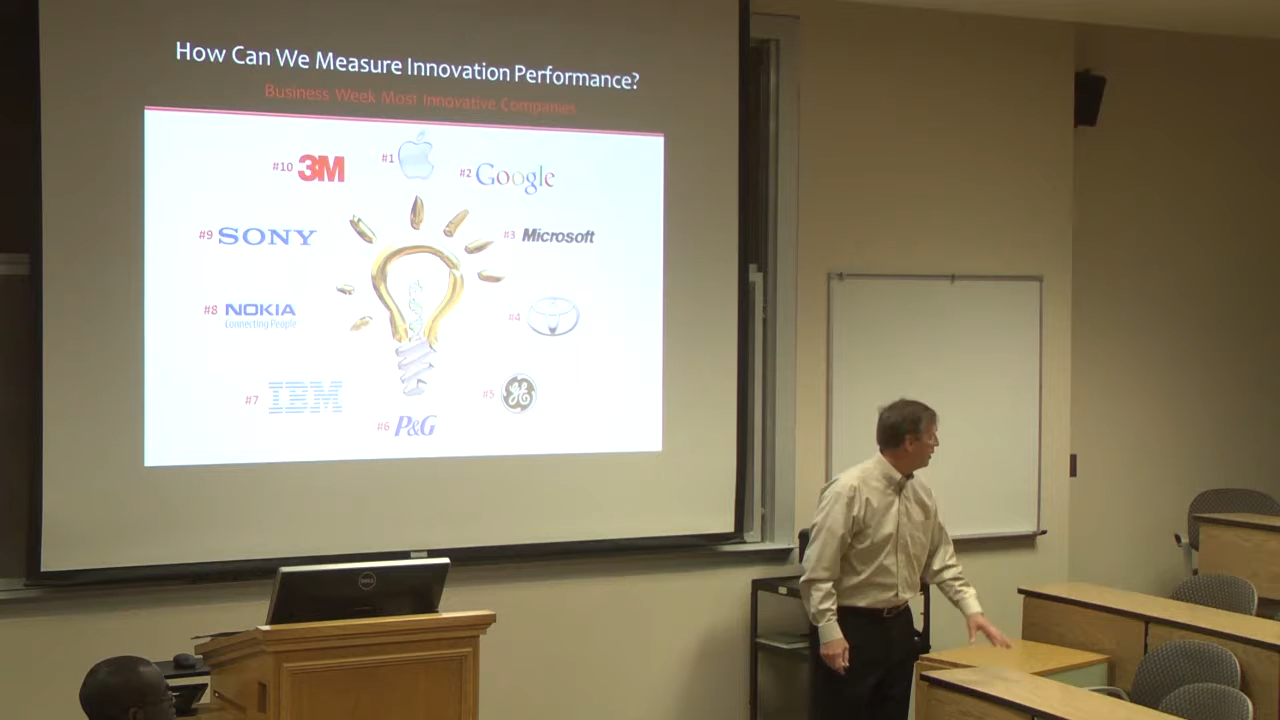 How Can We Measure Innovation Performance?
Business Week Most Innovative Companies
#10 3M
#1
#2 Google
#9 SONY
#3 Microsoft
#8 NOKIA
Connecting People
#4
#7 IBM
#5 GE
#6 P&G
DELL